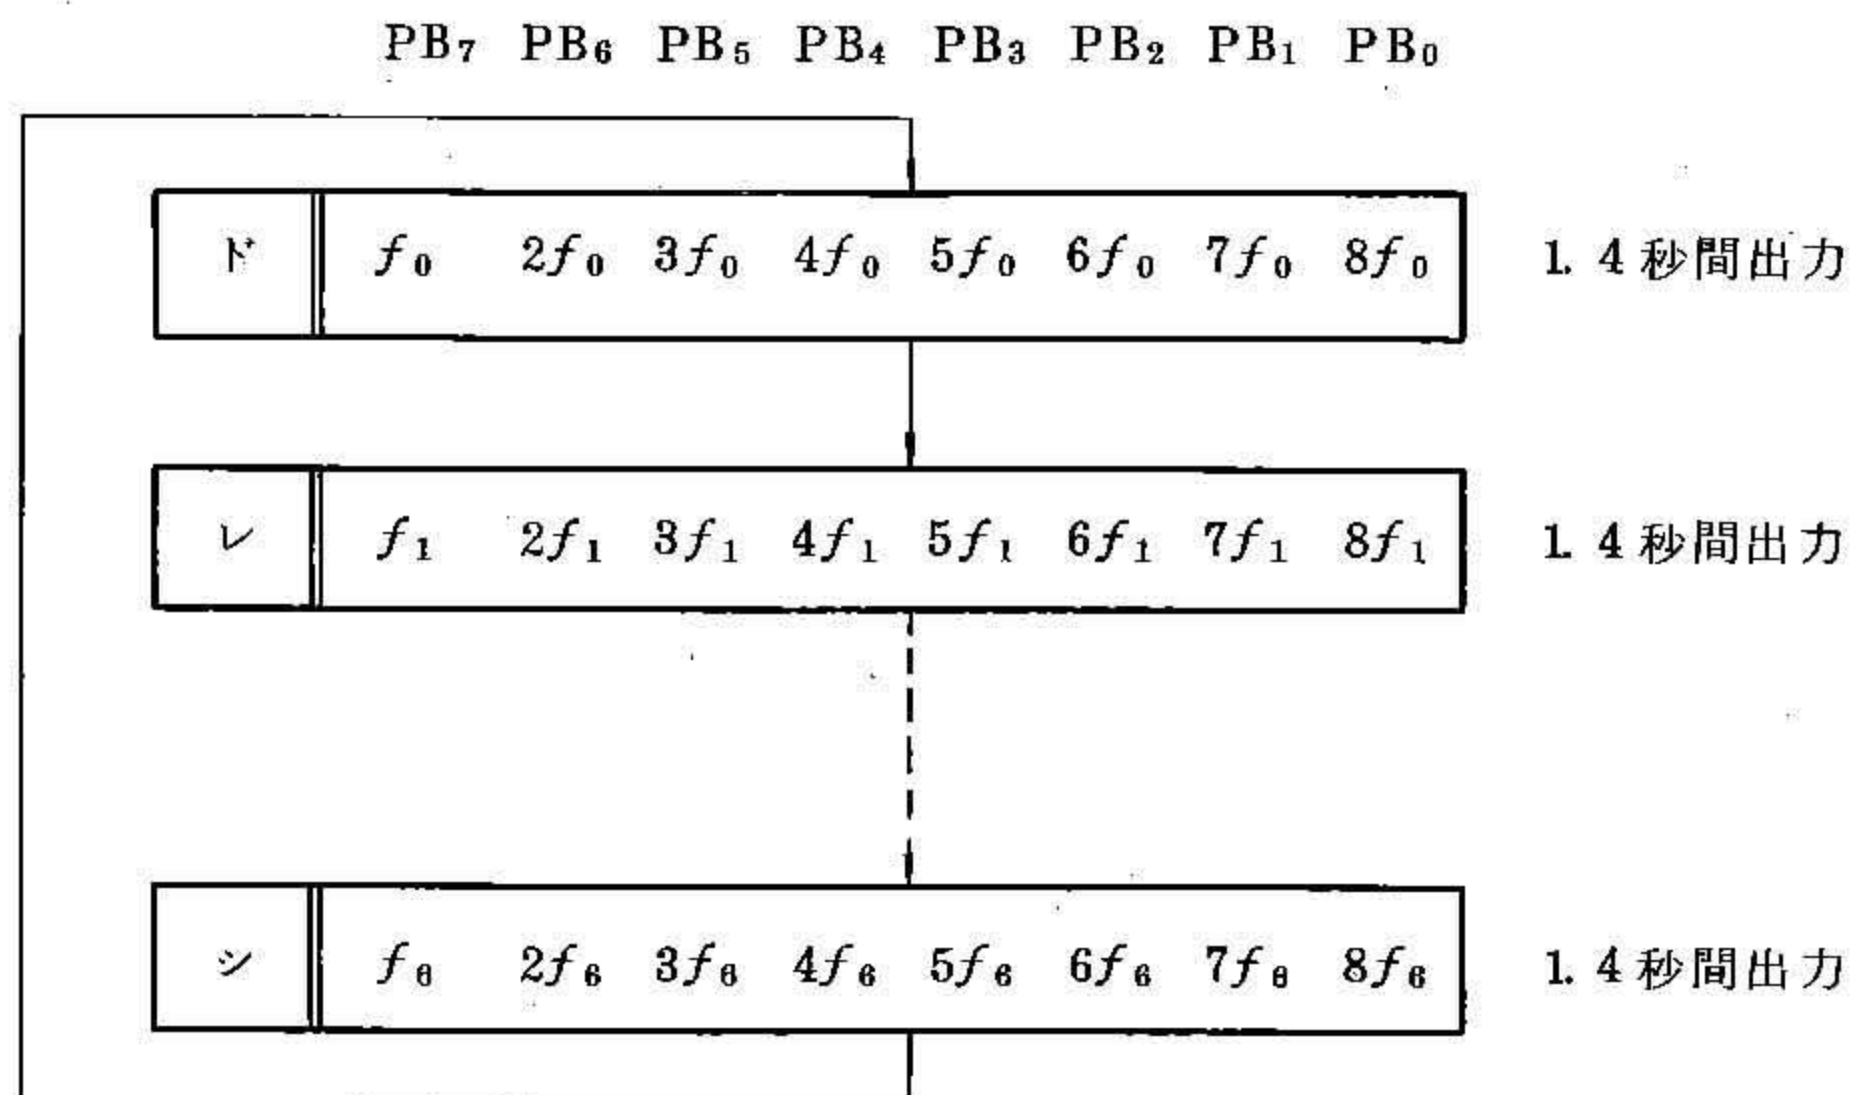 PB₇ PB₆ PB₅ PB₄ PB₃ PB₂ PB₁ PB₀
ド f₀ 2f₀ 3f₀ 4f₀ 5f₀ 6f₀ 7f₀ 8f₀ 1.4秒間出力
レ f₁ 2f₁ 3f₁ 4f₁ 5f₁ 6f₁ 7f₁ 8f₁ 1.4秒間出力
シ f₆ 2f₆ 3f₆ 4f₆ 5f₆ 6f₆ 7f₆ 8f₆ 1.4秒間出力